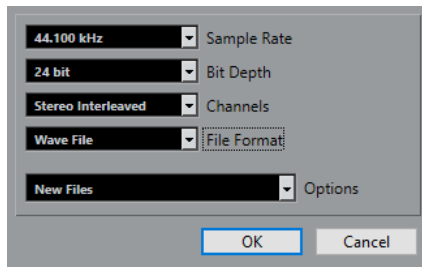 44.100 kHz Sample Rate
24 bit Bit Depth
Stereo Interleaved Channels
Wave File File Format
New Files Options
OK Cancel